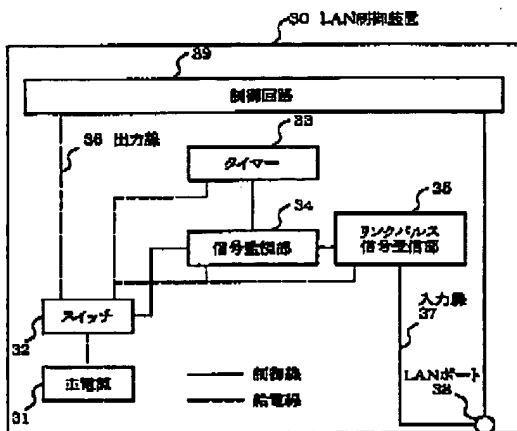 30 LAN制御装置
39
制御回路
36 出力線
33
タイマー
34
信号監視部
35
リンクパルス
信号受信部
スイッチ
32
主電源
31
入力線
37
LANポート
38
制御線
給電線